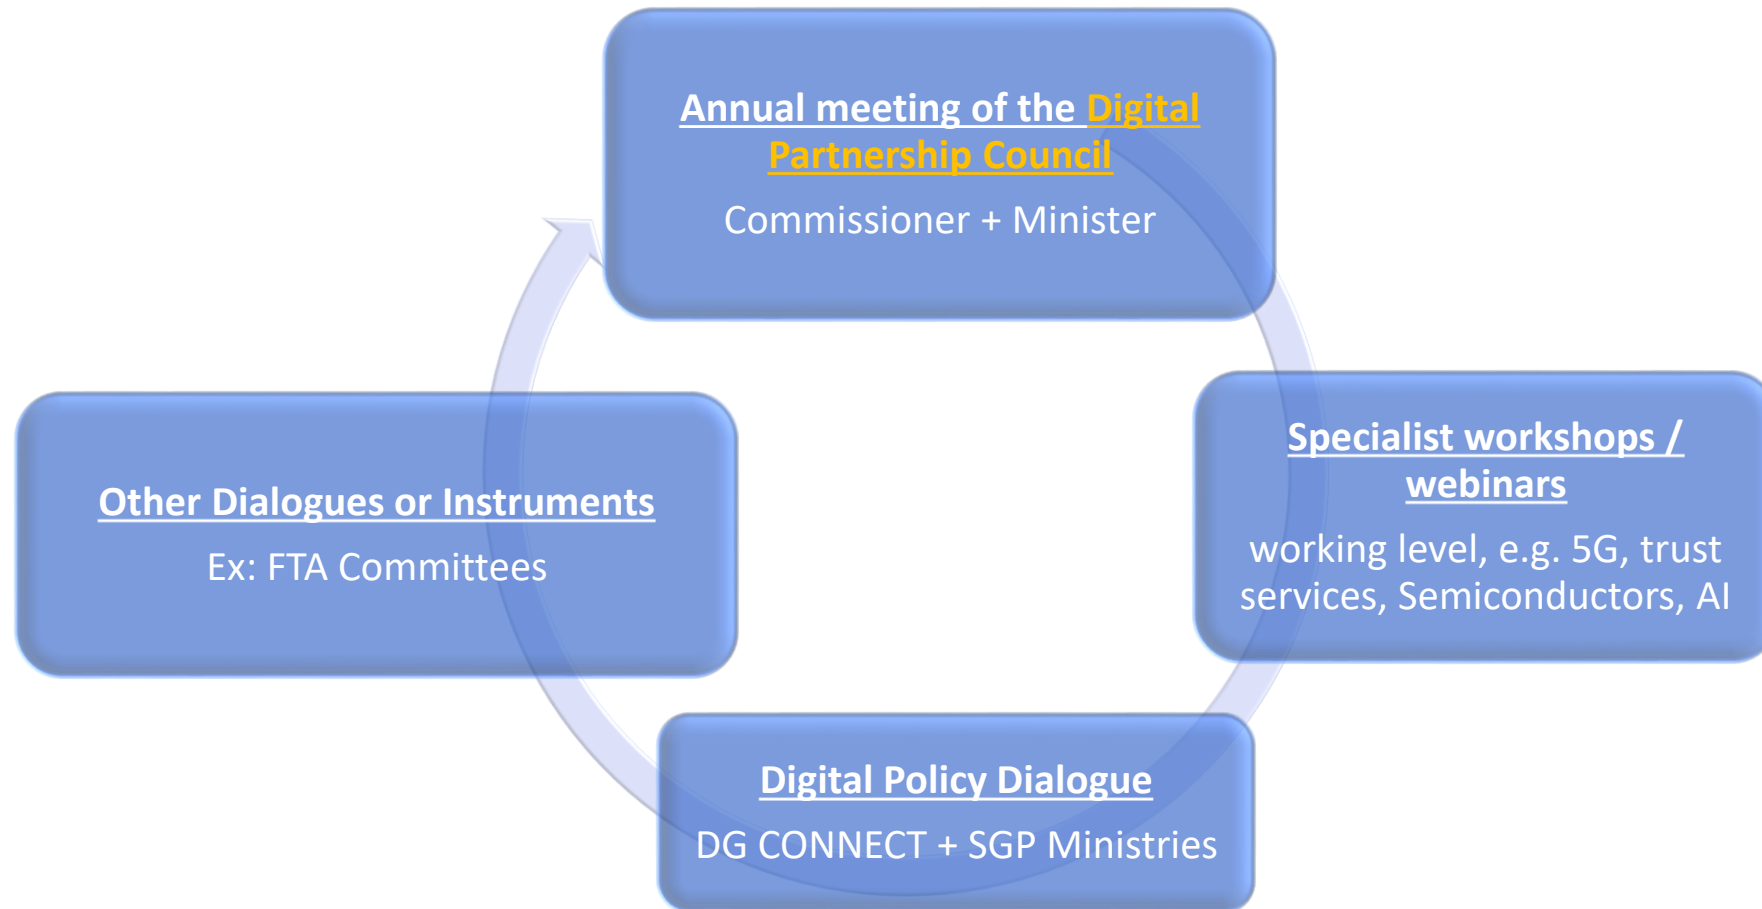 Annual meeting of the Digital
Partnership Council
Commissioner + Minister
Specialist workshops /
webinars
working level, e.g. 5G, trust
services, Semiconductors, AI
Digital Policy Dialogue
DG CONNECT + SGP Ministries
Other Dialogues or Instruments
Ex: FTA Committees